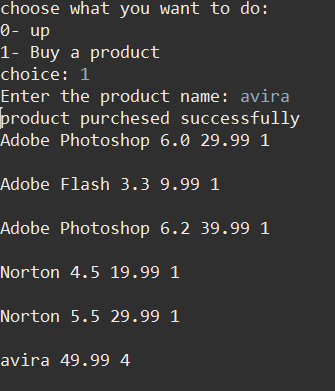 choose what you want to do:
0- up
1- Buy a product
choice: 1
Enter the product name: avira
product purchesed successfully
Adobe Photoshop 6.0 29.99 1
Adobe Flash 3.3 9.99 1
Adobe Photoshop 6.2 39.99 1
Norton 4.5 19.99 1
Norton 5.5 29.99 1
avira 49.99 4